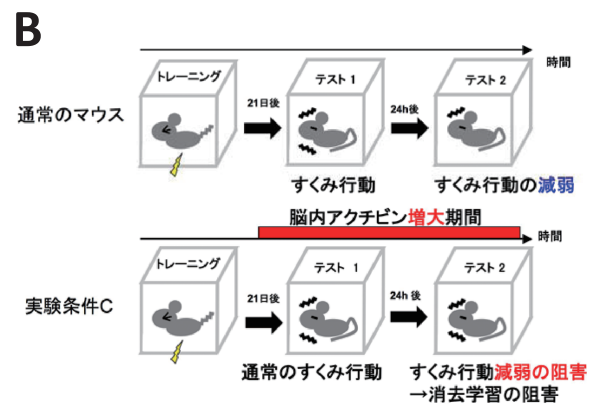 B
時間
トレーニング
テスト 1
テスト 2
通常のマウス
21日後
24h後
すくみ行動
すくみ行動の減弱
脳内アクチビン増大期間
時間
トレーニング
テスト 1
テスト 2
実験条件C
21日後
24h 後
通常のすくみ行動
すくみ行動減弱の阻害
→消去学習の阻害